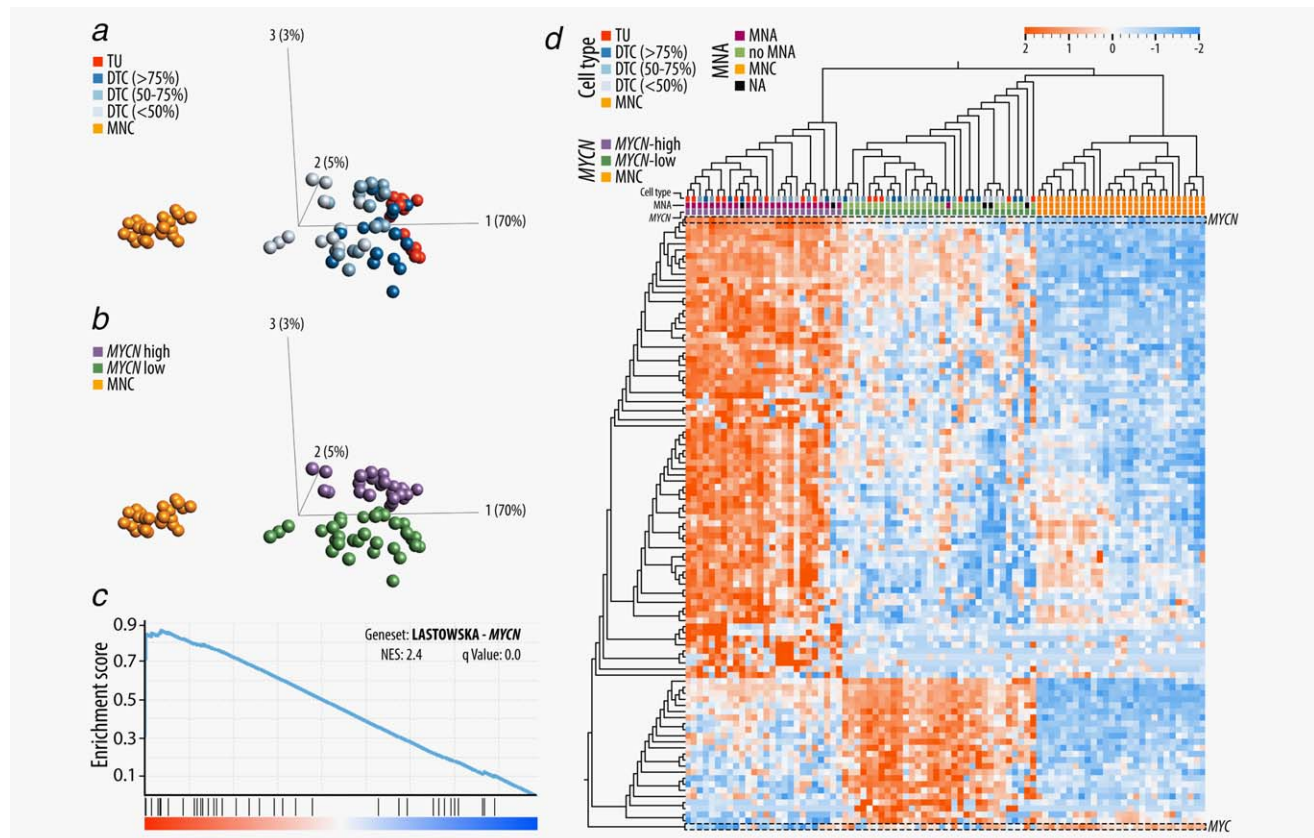 a
TU
DTC (>75%)
DTC (50-75%)
DTC (<50%)
MNC
3 (3%)
2 (5%)
1 (70%)
b
MYCN high
MYCN low
MNC
3 (3%)
2 (5%)
1 (70%)
c
Geneset: LASTOWSKA - MYCN
NES: 2.4 q Value: 0.0
Enrichment score
0.9
0.7
0.5
0.3
0.1
d
Cell type
TU
DTC (>75%)
DTC (50-75%)
DTC (<50%)
MNC
MNA
MNA
no MNA
MNC
NA
2 1 0 -1 -2
MYCN
MYCN-high
MYCN-low
MNC
Cell type
MNA
MYCN
MYCN
MYC